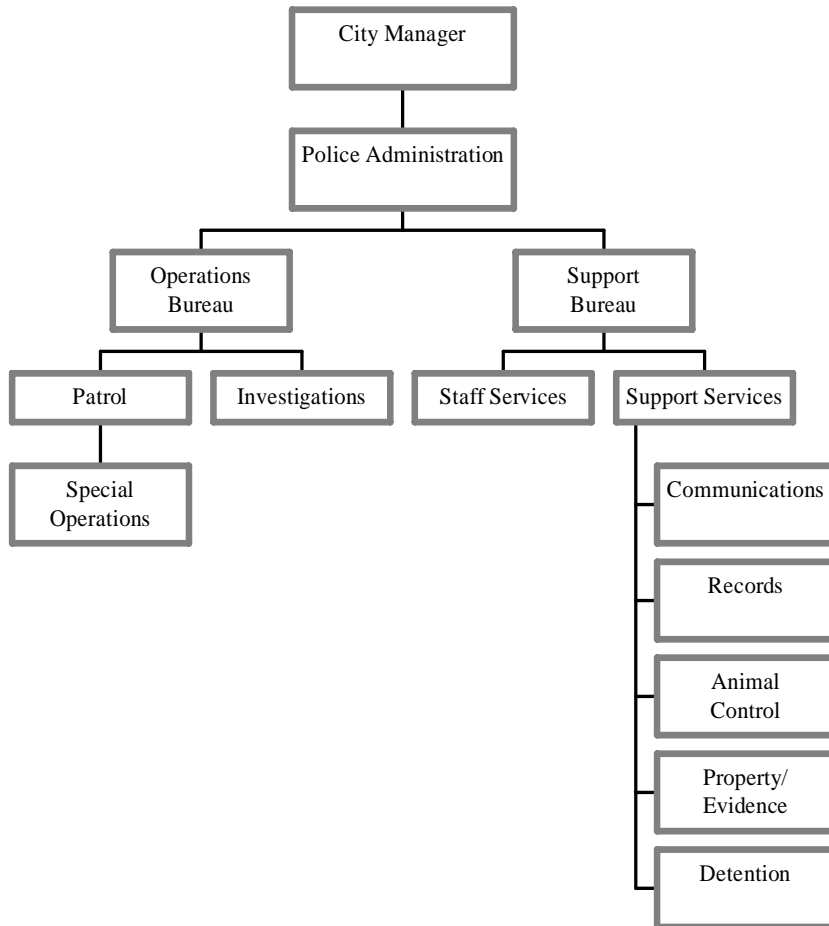 City Manager
Police Administration
Operations
Bureau
Support
Bureau
Patrol
Investigations
Staff Services
Support Services
Special
Operations
Communications
Records
Animal
Control
Property/
Evidence
Detention